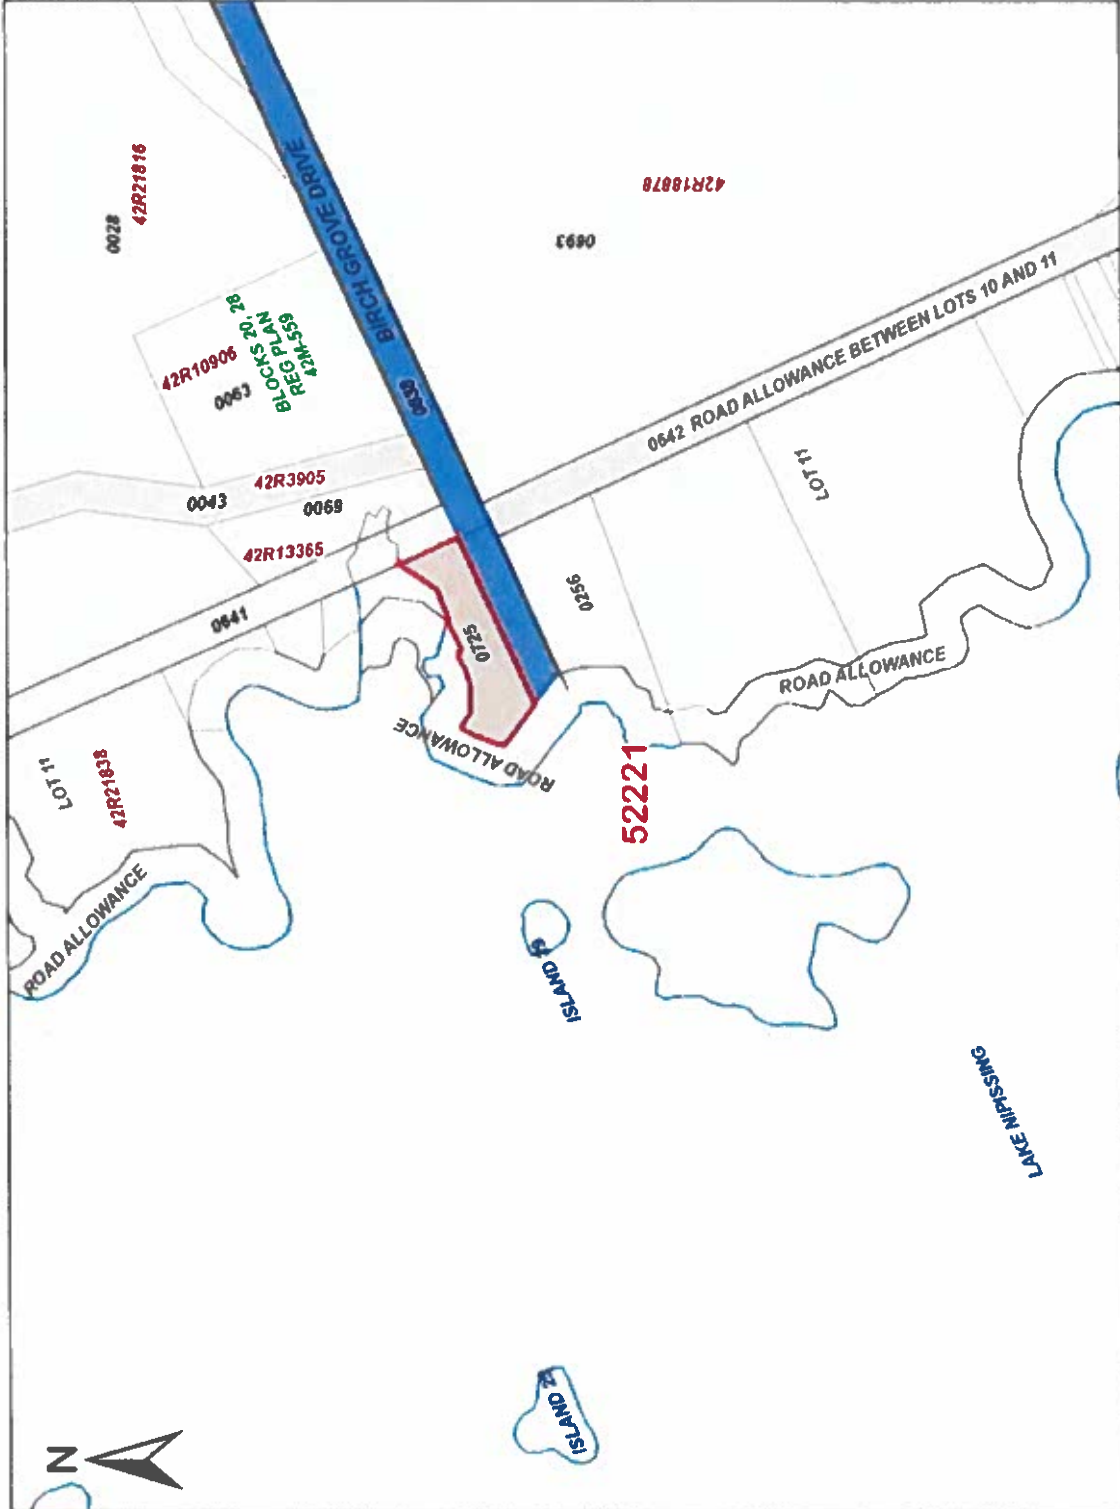 0028
42R21816
BIRCH GROVE DRIVE
42R18878
0693
BLOCKS 20, 28
REG PLAN
42M-559
42R10906
0063
0642 ROAD ALLOWANCE BETWEEN LOTS 10 AND 11
0043
42R3905
0069
42R13365
0641
LOT 11
0256
0725
ROAD ALLOWANCE
ROAD ALLOWANCE
LOT 11
42R21838
52221
ROAD ALLOWANCE
ISLAND
LAKE NIPISSING
ISLAND
N